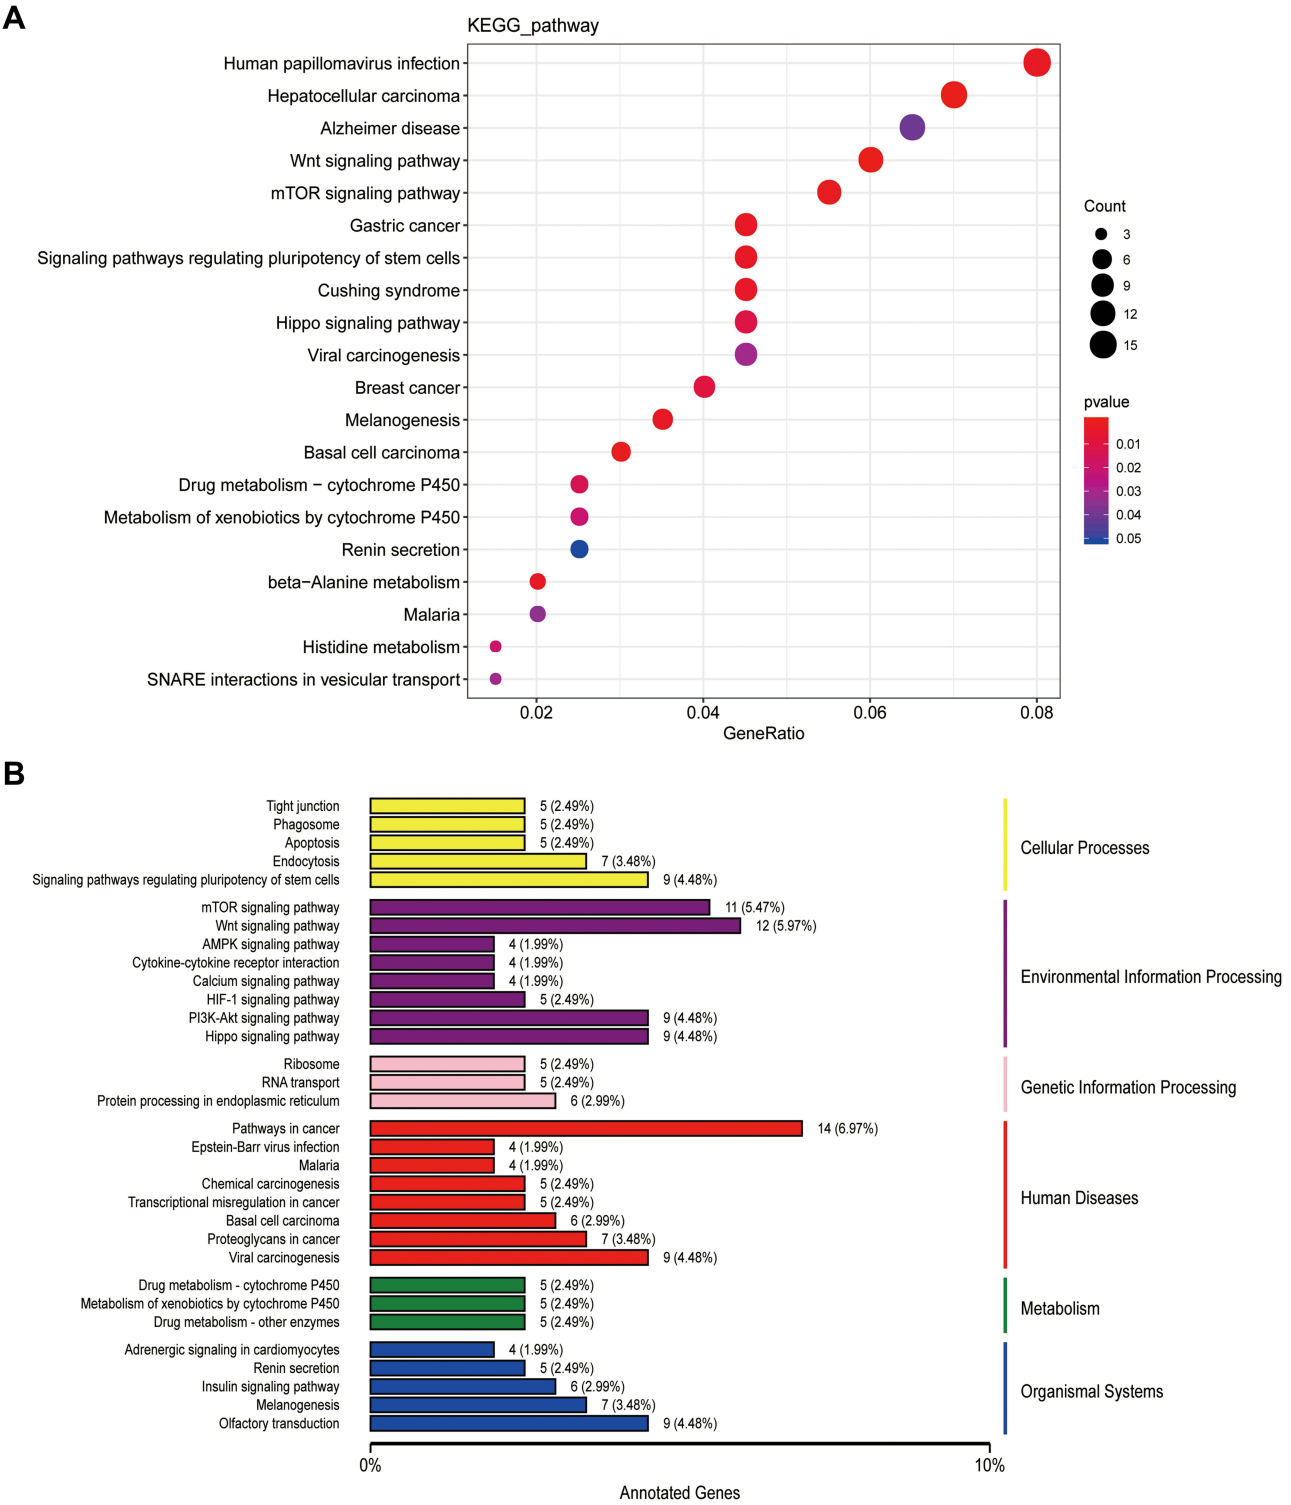 A
KEGG_pathway
Human papillomavirus infection
Hepatocellular carcinoma
Alzheimer disease
Wnt signaling pathway
mTOR signaling pathway
Gastric cancer
Signaling pathways regulating pluripotency of stem cells
Cushing syndrome
Hippo signaling pathway
Viral carcinogenesis
Breast cancer
Melanogenesis
Basal cell carcinoma
Drug metabolism − cytochrome P450
Metabolism of xenobiotics by cytochrome P450
Renin secretion
beta−Alanine metabolism
Malaria
Histidine metabolism
SNARE interactions in vesicular transport
0.02 0.04 0.06 0.08
GeneRatio
Count
3
6
9
12
15
pvalue
0.01
0.02
0.03
0.04
0.05
B
Tight junction 5 (2.49%)
Phagosome 5 (2.49%)
Apoptosis 5 (2.49%)
Endocytosis 7 (3.48%)
Signaling pathways regulating pluripotency of stem cells 9 (4.48%)
Cellular Processes
mTOR signaling pathway 11 (5.47%)
Wnt signaling pathway 12 (5.97%)
AMPK signaling pathway 4 (1.99%)
Cytokine-cytokine receptor interaction 4 (1.99%)
Calcium signaling pathway 4 (1.99%)
HIF-1 signaling pathway 5 (2.49%)
PI3K-Akt signaling pathway 9 (4.48%)
Hippo signaling pathway 9 (4.48%)
Environmental Information Processing
Ribosome 5 (2.49%)
RNA transport 5 (2.49%)
Protein processing in endoplasmic reticulum 6 (2.99%)
Genetic Information Processing
Pathways in cancer 14 (6.97%)
Epstein-Barr virus infection 4 (1.99%)
Malaria 4 (1.99%)
Chemical carcinogenesis 5 (2.49%)
Transcriptional misregulation in cancer 5 (2.49%)
Basal cell carcinoma 6 (2.99%)
Proteoglycans in cancer 7 (3.48%)
Viral carcinogenesis 9 (4.48%)
Human Diseases
Drug metabolism - cytochrome P450 5 (2.49%)
Metabolism of xenobiotics by cytochrome P450 5 (2.49%)
Drug metabolism - other enzymes 5 (2.49%)
Metabolism
Adrenergic signaling in cardiomyocytes 4 (1.99%)
Renin secretion 5 (2.49%)
Insulin signaling pathway 6 (2.99%)
Melanogenesis 7 (3.48%)
Olfactory transduction 9 (4.48%)
Organismal Systems
0% 10%
Annotated Genes